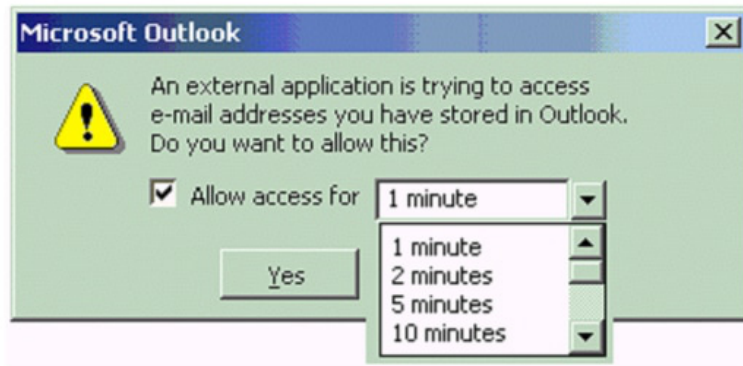 Microsoft Outlook
An external application is trying to access
e-mail addresses you have stored in Outlook.
Do you want to allow this?
Allow access for 1 minute
1 minute
Yes 2 minutes
5 minutes
10 minutes